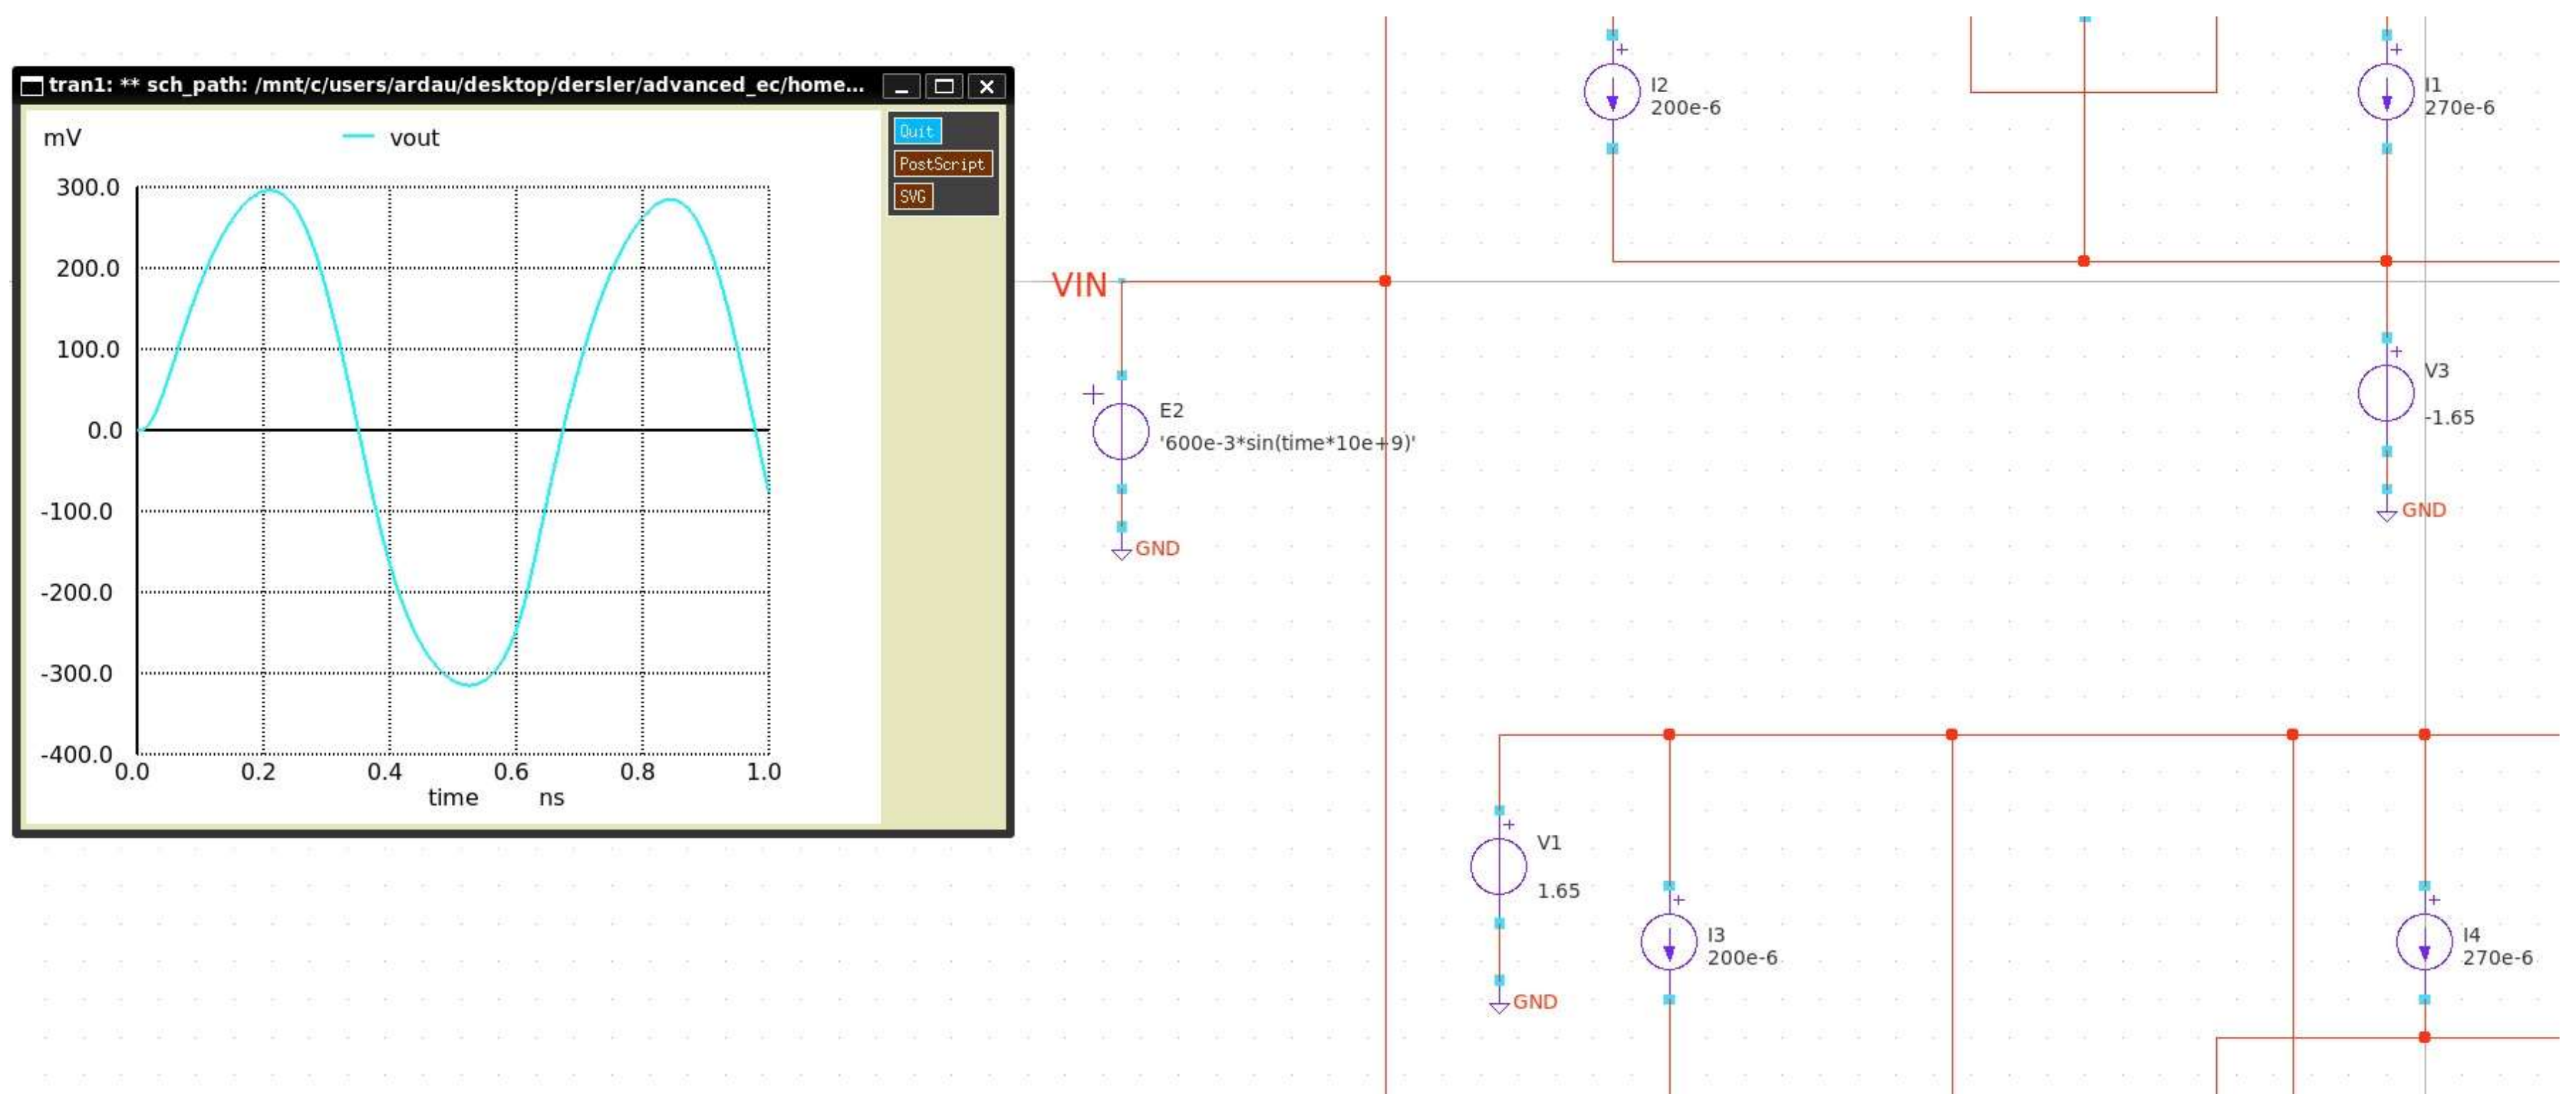 tran1: ** sch_path: /mnt/c/users/ardau/desktop/dersler/advanced_ec/home...
Quit
PostScript
SVG
mV
vout
300.0
200.0
100.0
0.0
-100.0
-200.0
-300.0
-400.0
0.0 0.2 0.4 0.6 0.8 1.0
time ns
I2
200e-6
I1
270e-6
VIN
E2
'600e-3*sin(time*10e+9)'
GND
V3
-1.65
GND
V1
1.65
GND
I3
200e-6
I4
270e-6